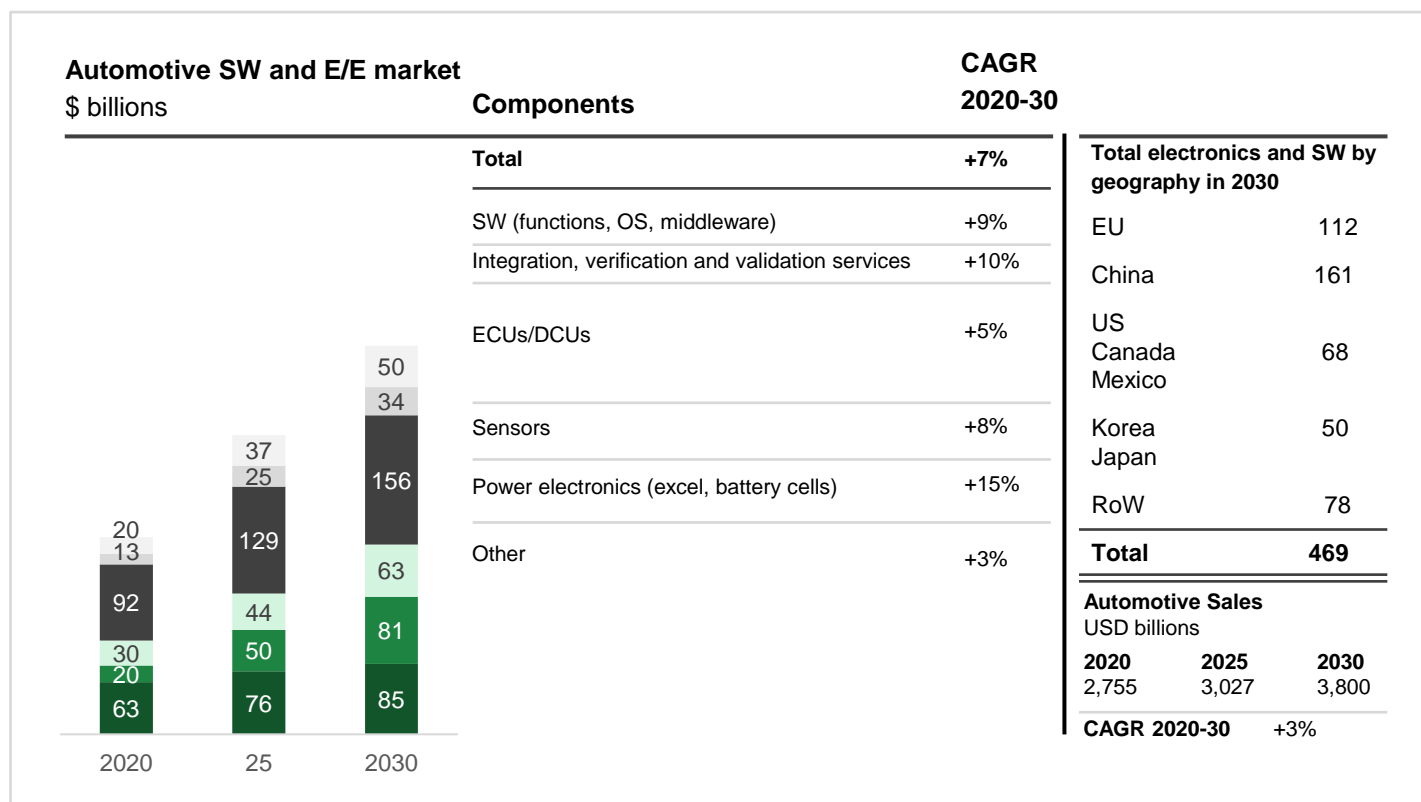 Automotive SW and E/E market
$ billions
Components
CAGR
2020-30
Total +7%
SW (functions, OS, middleware) +9%
Integration, verification and validation services +10%
ECUs/DCUs +5%
Sensors +8%
Power electronics (excel, battery cells) +15%
Other +3%
20
13
92
30
20
63
37
25
129
44
50
76
50
34
156
63
81
85
2020 25 2030
Total electronics and SW by
geography in 2030
EU 112
China 161
US
Canada 68
Mexico
Korea 50
Japan
RoW 78
Total 469
Automotive Sales
USD billions
2020 2025 2030
2,755 3,027 3,800
CAGR 2020-30 +3%